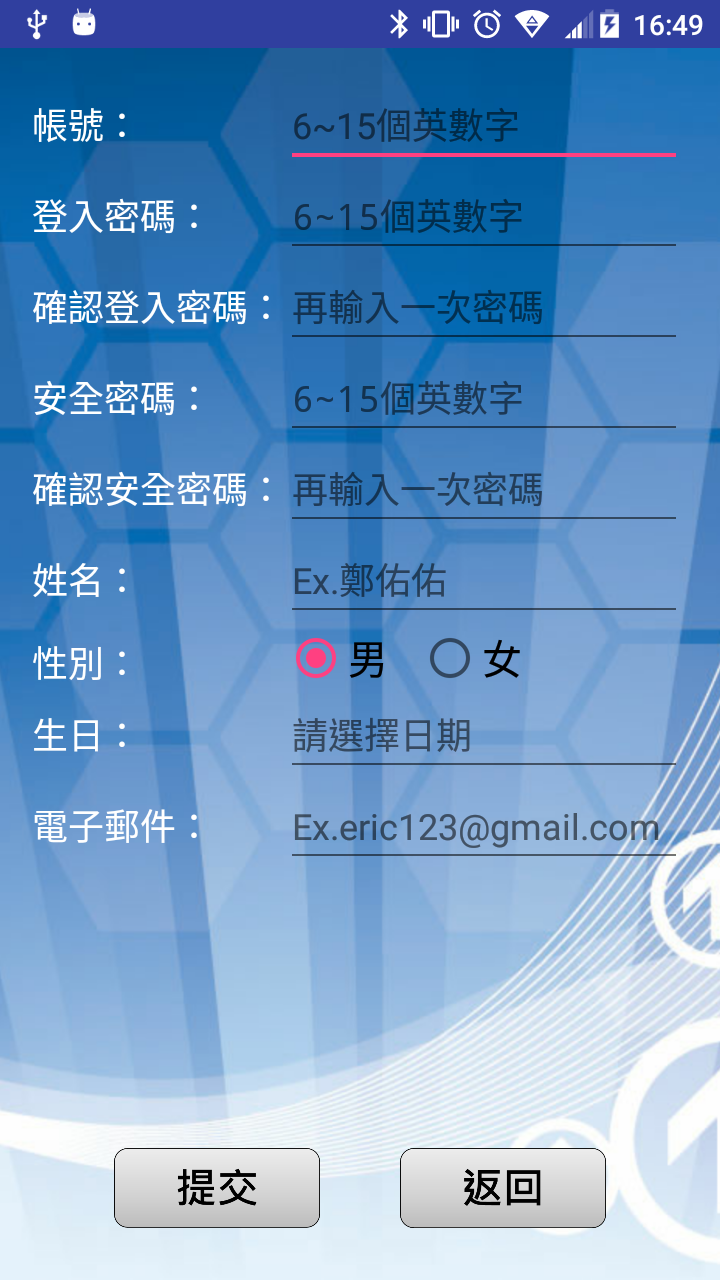 16:49
帳號： 6~15個英數字
登入密碼： 6~15個英數字
確認登入密碼： 再輸入一次密碼
安全密碼： 6~15個英數字
確認安全密碼： 再輸入一次密碼
姓名： Ex.鄭佑佑
性別： 男 女
生日： 請選擇日期
電子郵件： Ex.eric123@gmail.com
提交 返回